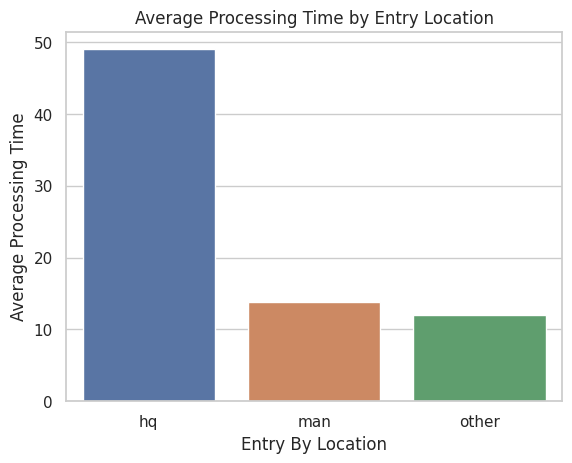 Average Processing Time by Entry Location
50
40
30
20
10
0
Average Processing Time
hq
man
other
Entry By Location